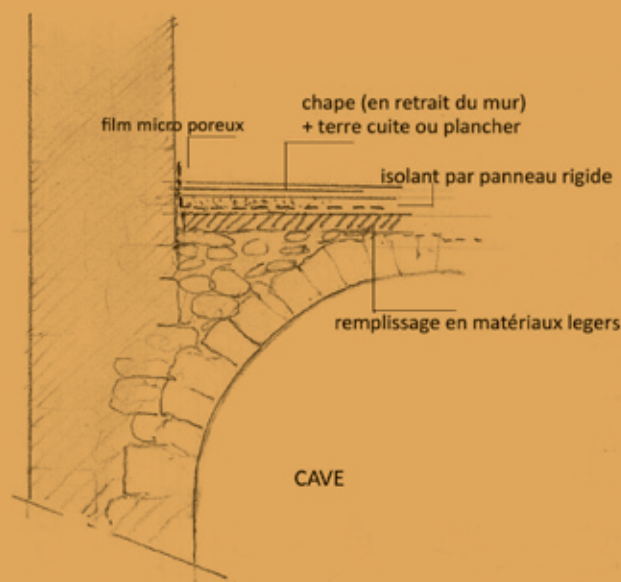 chape (en retrait du mur)
film micro poreux
+ terre cuite ou plancher
isolant par panneau rigide
remplissage en matériaux legers
CAVE